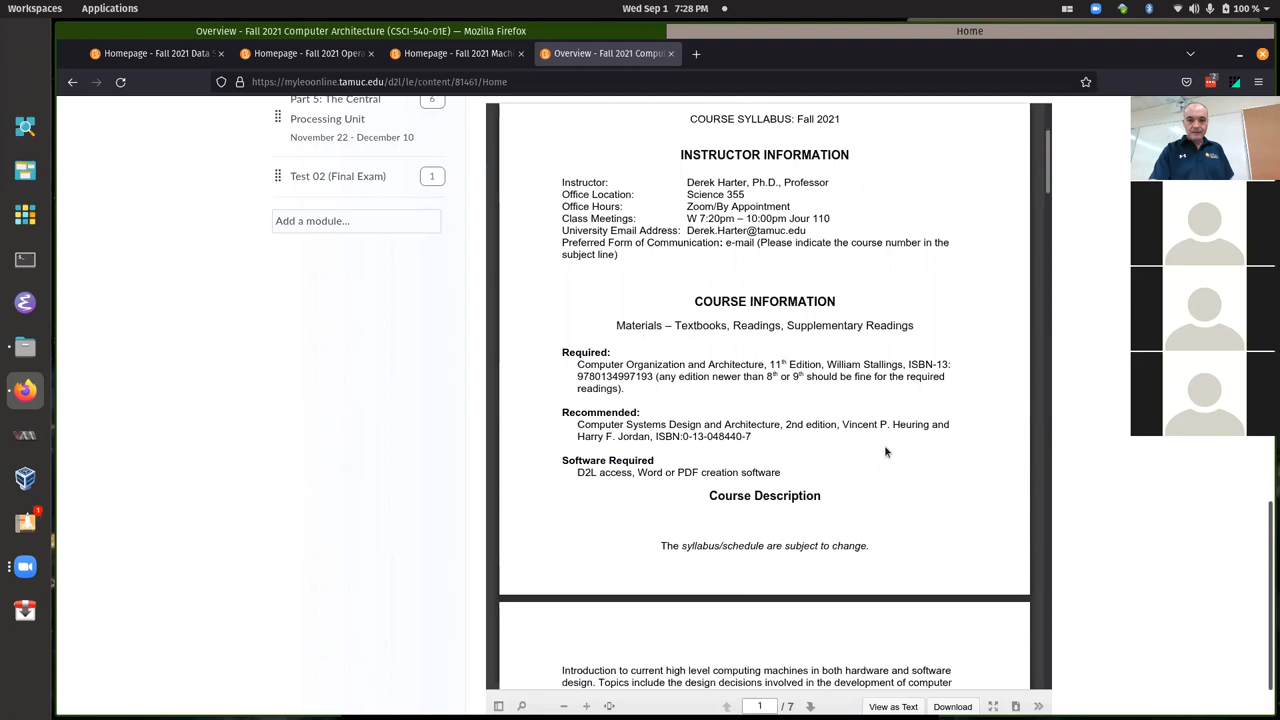 Workspaces Applications Wed Sep 1 7:28 PM 100 %
Overview - Fall 2021 Computer Architecture (CSCI-540-01E) — Mozilla Firefox Home
Homepage - Fall 2021 Data S Homepage - Fall 2021 Opera Homepage - Fall 2021 Machi Overview - Fall 2021 Compu
https://myleoonline.tamuc.edu/d2l/le/content/81461/Home
Part 5: The Central 6
Processing Unit
November 22 - December 10
Test 02 (Final Exam) 1
Add a module...
COURSE SYLLABUS: Fall 2021
INSTRUCTOR INFORMATION
Instructor: Derek Harter, Ph.D., Professor
Office Location: Science 355
Office Hours: Zoom/By Appointment
Class Meetings: W 7:20pm – 10:00pm Jour 110
University Email Address: Derek.Harter@tamuc.edu
Preferred Form of Communication: e-mail (Please indicate the course number in the
subject line)
COURSE INFORMATION
Materials – Textbooks, Readings, Supplementary Readings
Required:
Computer Organization and Architecture, 11th Edition, William Stallings, ISBN-13:
9780134997193 (any edition newer than 8th or 9th should be fine for the required
readings).
Recommended:
Computer Systems Design and Architecture, 2nd edition, Vincent P. Heuring and
Harry F. Jordan, ISBN:0-13-048440-7
Software Required
D2L access, Word or PDF creation software
Course Description
The syllabus/schedule are subject to change.
Introduction to current high level computing machines in both hardware and software
design. Topics include the design decisions involved in the development of computer
1 / 7 View as Text Download